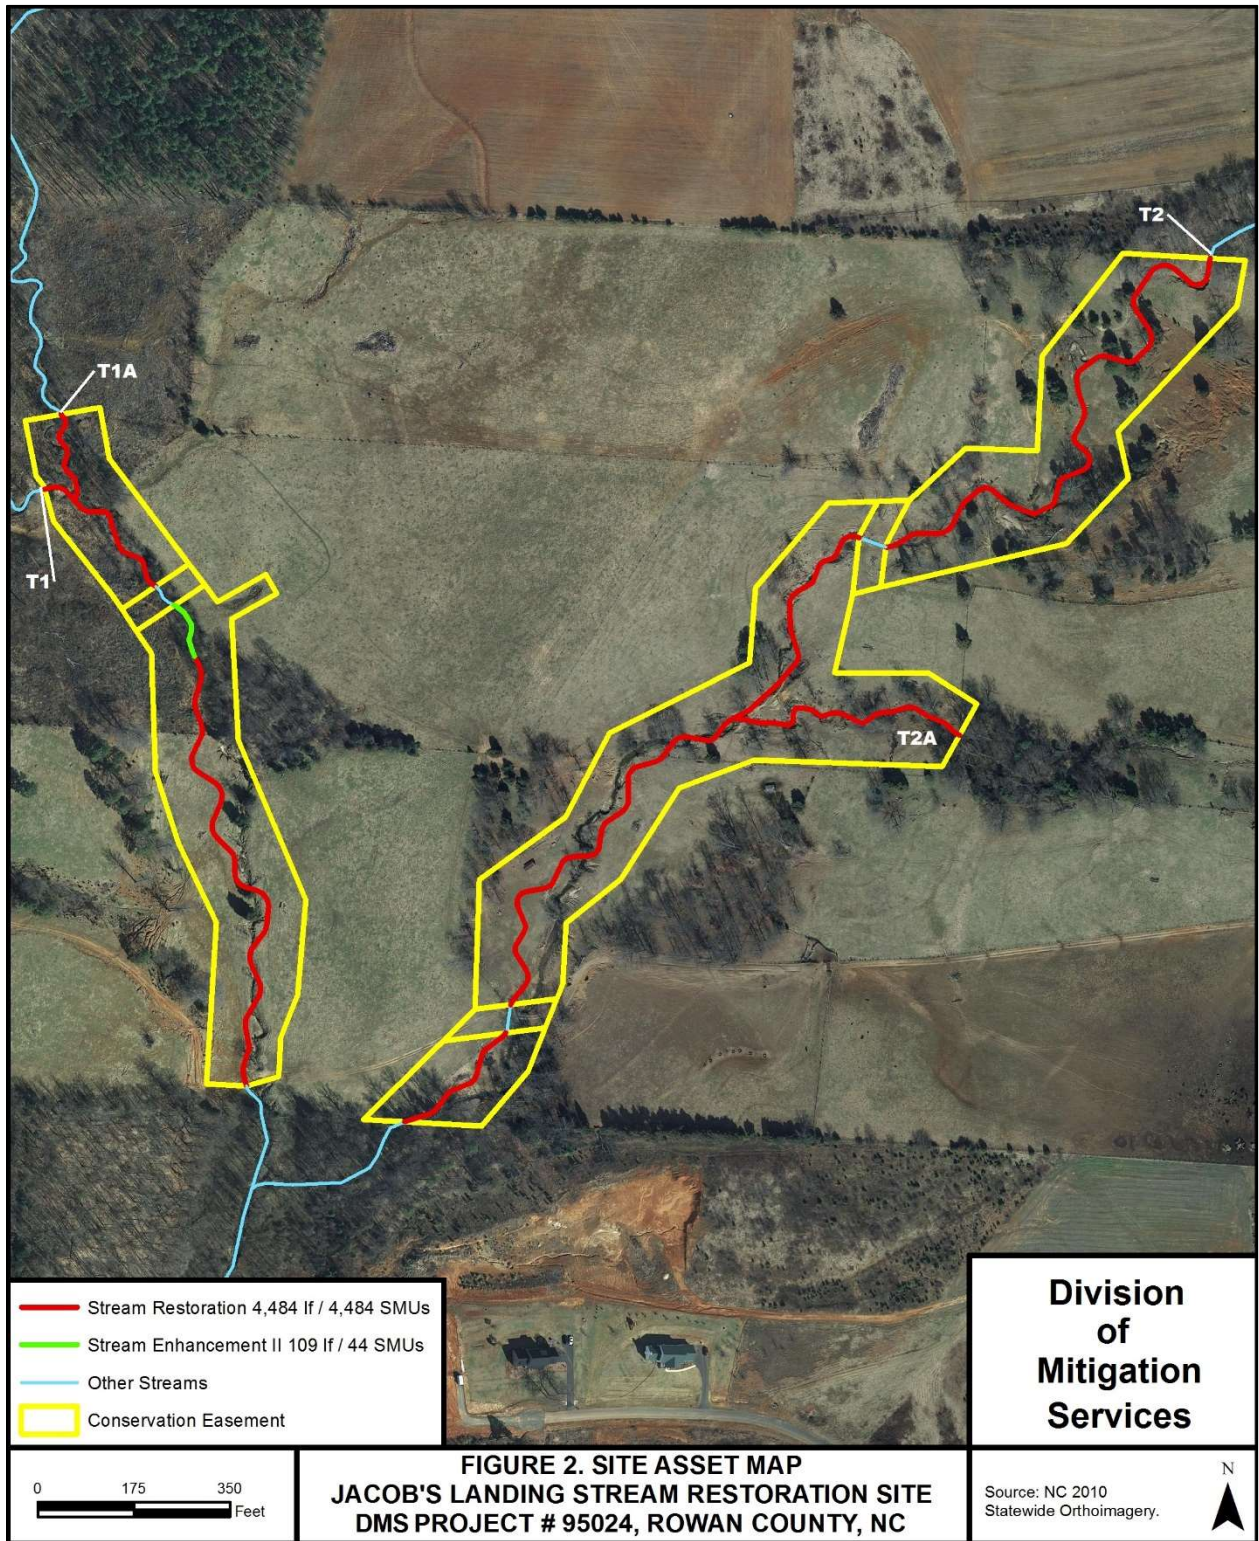 T2
T1A
T1
T2A
Stream Restoration 4,484 lf / 4,484 SMUs
Stream Enhancement II 109 lf / 44 SMUs
Other Streams
Conservation Easement
Division
of
Mitigation
Services
0 175 350
Feet
FIGURE 2. SITE ASSET MAP
JACOB'S LANDING STREAM RESTORATION SITE
DMS PROJECT # 95024, ROWAN COUNTY, NC
Source: NC 2010
Statewide Orthoimagery.
N